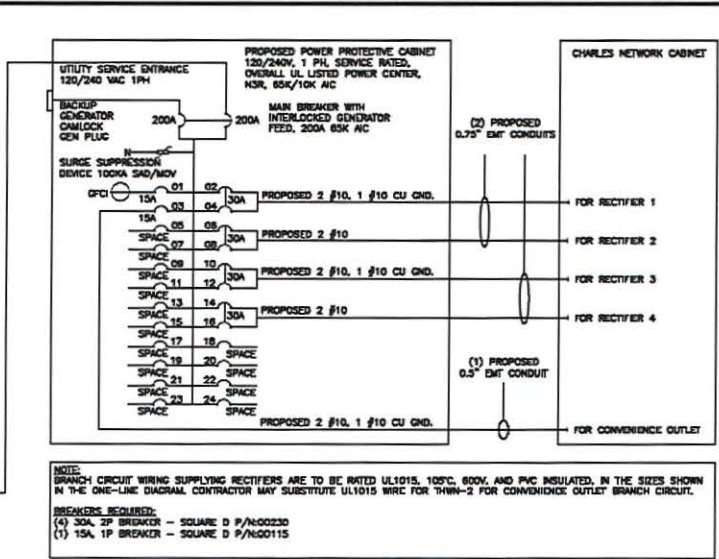 PROPOSED POWER PROTECTIVE CABINET
120/240V, 1 PH, SERVICE RATED,
OVERALL UL LISTED POWER CENTER,
N3R, 65K/10K AIC
CHARLES NETWORK CABINET
UTILITY SERVICE ENTRANCE
120/240 VAC 1PH
BACKUP
GENERATOR
CAMLOCK
GEN PLUG
200A
200A
MAIN BREAKER WITH
INTERLOCKED GENERATOR
FEED, 200A 65K AIC
(2) PROPOSED
0.75" EMT CONDUITS
N
SURGE SUPPRESSION
DEVICE 100KA SAD/MOV
GFCI
15A
01
02
30A
PROPOSED 2 #10, 1 #10 CU GND.
FOR RECTIFIER 1
15A
03
04
SPACE
05
06
30A
PROPOSED 2 #10
FOR RECTIFIER 2
SPACE
07
08
SPACE
09
10
30A
PROPOSED 2 #10, 1 #10 CU GND.
FOR RECTIFIER 3
SPACE
11
12
SPACE
13
14
30A
PROPOSED 2 #10
FOR RECTIFIER 4
SPACE
15
16
SPACE
17
18
SPACE
SPACE
19
20
SPACE
(1) PROPOSED
0.5" EMT CONDUIT
SPACE
21
22
SPACE
SPACE
23
24
SPACE
PROPOSED 2 #10, 1 #10 CU GND.
FOR CONVENIENCE OUTLET
NOTE:
BRANCH CIRCUIT WIRING SUPPLYING RECTIFIERS ARE TO BE RATED UL1015, 105°C, 600V, AND PVC INSULATED, IN THE SIZES SHOWN
IN THE ONE-LINE DIAGRAM. CONTRACTOR MAY SUBSTITUTE UL1015 WIRE FOR THWN-2 FOR CONVENIENCE OUTLET BRANCH CIRCUIT.
BREAKERS REQUIRED:
(4) 30A, 2P BREAKER - SQUARE D P/N:QO230
(1) 15A, 1P BREAKER - SQUARE D P/N:QO115